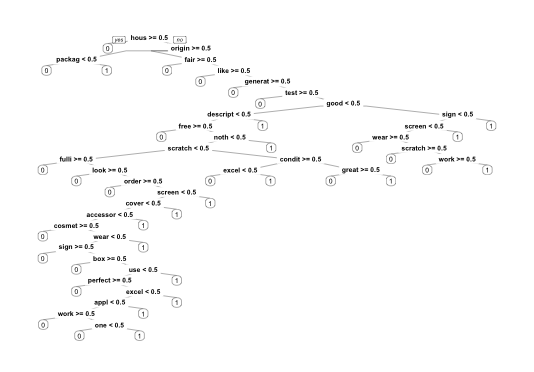 hous >= 0.5
yes no
0 origin >= 0.5
packag < 0.5 fair >= 0.5
0 1 0 like >= 0.5
0 generat >= 0.5
0 test >= 0.5
0 good < 0.5
descript < 0.5 sign < 0.5
free >= 0.5 1 screen < 0.5 1
0 noth < 0.5 wear >= 0.5 1
scratch < 0.5 1 0 scratch >= 0.5
fulli >= 0.5 condit >= 0.5 0 work >= 0.5
0 look >= 0.5 excel < 0.5 great >= 0.5 0 1
0 order >= 0.5 0 1 0 1
0 screen < 0.5
cover < 0.5 1
accessor < 0.5 1
cosmet >= 0.5 1
0 wear < 0.5
sign >= 0.5 1
0 box >= 0.5
0 use < 0.5
perfect >= 0.5 1
0 excel < 0.5
appl < 0.5 1
work >= 0.5 1
0 one < 0.5
0 1